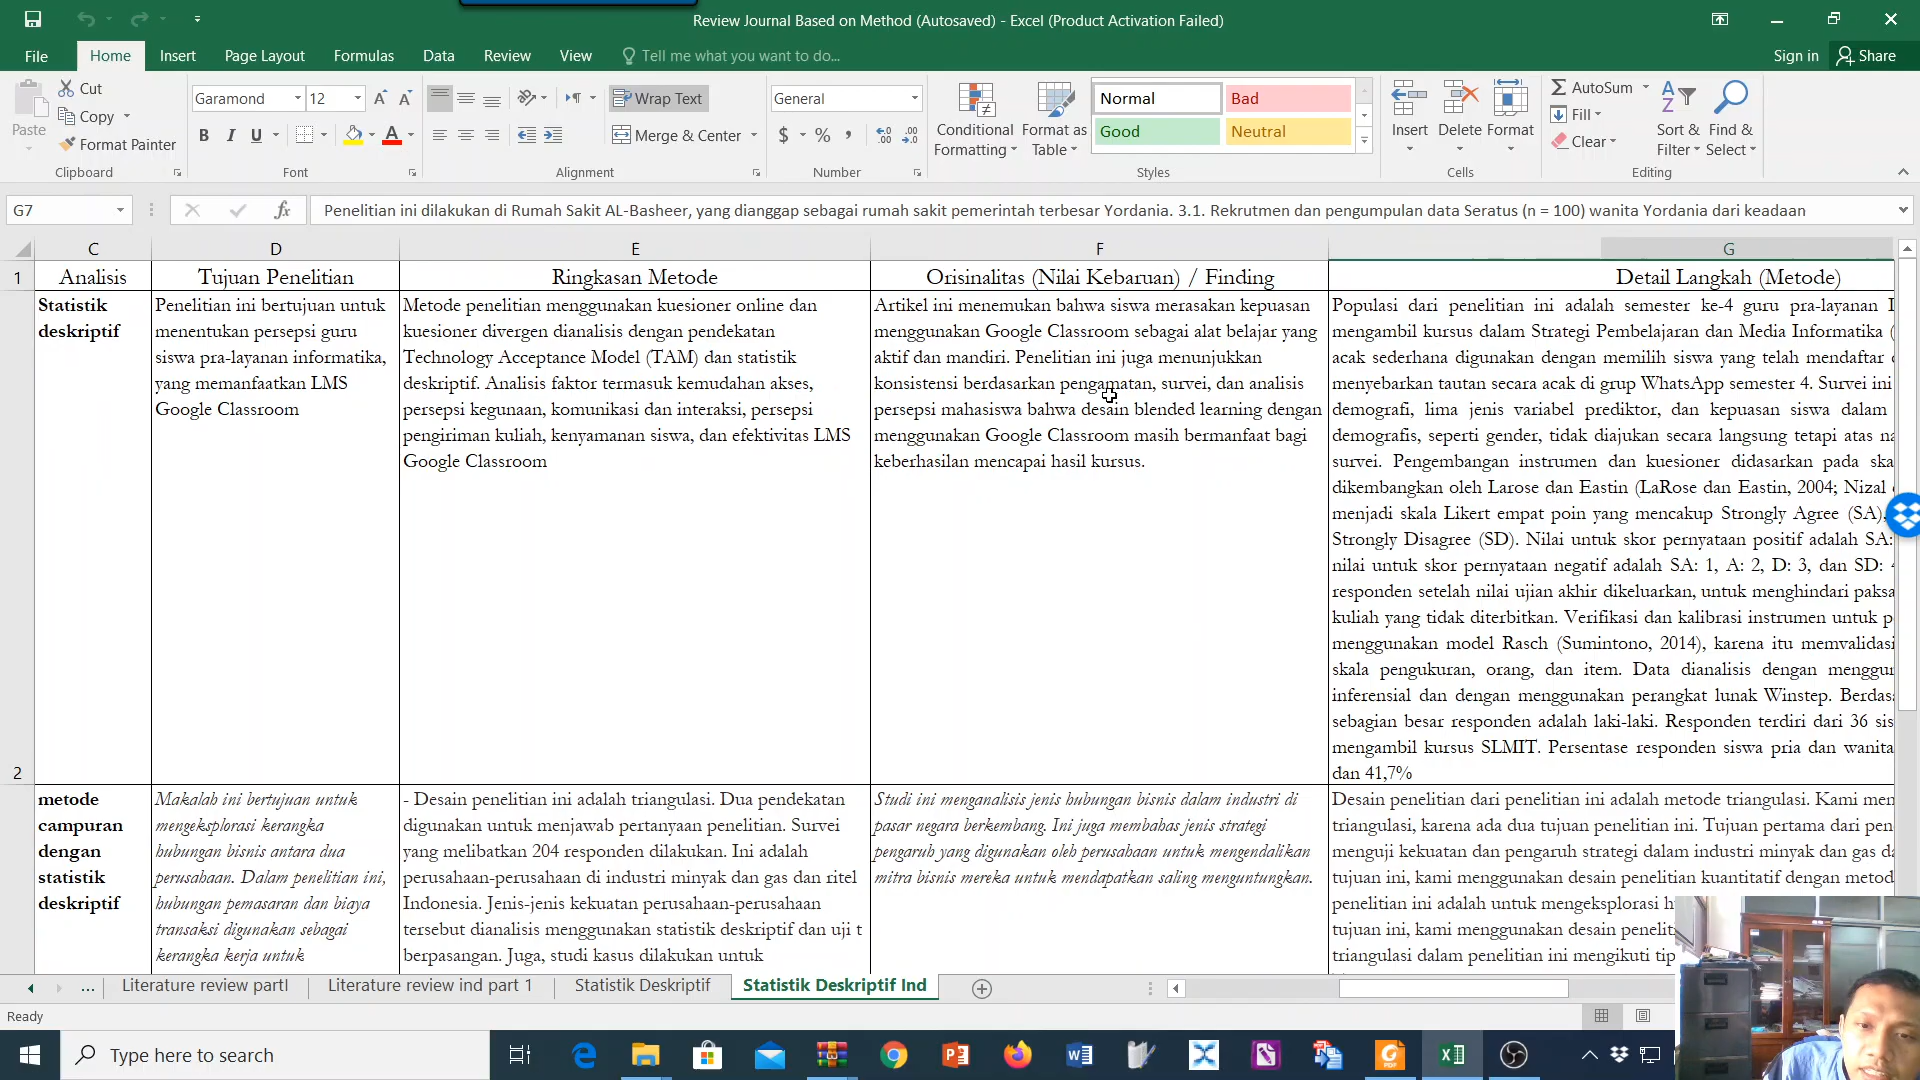 Review Journal Based on Method (Autosaved) - Excel (Product Activation Failed)
File Home Insert Page Layout Formulas Data Review View Tell me what you want to do... Sign in Share
Paste
Cut
Copy
Format Painter
Clipboard
Garamond 12
B I U
Font
Wrap Text
Merge & Center
Alignment
General
$ % ,
Number
Conditional Formatting
Format as Table
Normal Bad
Good Neutral
Styles
Insert Delete Format
Cells
AutoSum
Fill
Clear
Sort & Filter
Find & Select
Editing
G7 fx Penelitian ini dilakukan di Rumah Sakit AL-Basheer, yang dianggap sebagai rumah sakit pemerintah terbesar Yordania. 3.1. Rekrutmen dan pengumpulan data Seratus (n = 100) wanita Yordania dari keadaan
C D E F G
1 Analisis Tujuan Penelitian Ringkasan Metode Orisinalitas (Nilai Kebaruan) / Finding Detail Langkah (Metode)
2
Statistik
deskriptif
Penelitian ini bertujuan untuk
menentukan persepsi guru
siswa pra-layanan informatika,
yang memanfaatkan LMS
Google Classroom
Metode penelitian menggunakan kuesioner online dan
kuesioner divergen dianalisis dengan pendekatan
Technology Acceptance Model (TAM) dan statistik
deskriptif. Analisis faktor termasuk kemudahan akses,
persepsi kegunaan, komunikasi dan interaksi, persepsi
pengiriman kuliah, kenyamanan siswa, dan efektivitas LMS
Google Classroom
Artikel ini menemukan bahwa siswa merasakan kepuasan
menggunakan Google Classroom sebagai alat belajar yang
aktif dan mandiri. Penelitian ini juga menunjukkan
konsistensi berdasarkan pengamatan, survei, dan analisis
persepsi mahasiswa bahwa desain blended learning dengan
menggunakan Google Classroom masih bermanfaat bagi
keberhasilan mencapai hasil kursus.
Populasi dari penelitian ini adalah semester ke-4 guru pra-layanan
mengambil kursus dalam Strategi Pembelajaran dan Media Informatika (
acak sederhana digunakan dengan memilih siswa yang telah mendaftar
menyebarkan tautan secara acak di grup WhatsApp semester 4. Survei ini
demografi, lima jenis variabel prediktor, dan kepuasan siswa dalam
demografis, seperti gender, tidak diajukan secara langsung tetapi atas na
survei. Pengembangan instrumen dan kuesioner didasarkan pada ska
dikembangkan oleh Larose dan Eastin (LaRose dan Eastin, 2004; Nizal
menjadi skala Likert empat poin yang mencakup Strongly Agree (SA),
Strongly Disagree (SD). Nilai untuk skor pernyataan positif adalah SA:
nilai untuk skor pernyataan negatif adalah SA: 1, A: 2, D: 3, dan SD: 4
responden setelah nilai ujian akhir dikeluarkan, untuk menghindari paksa
kuliah yang tidak diterbitkan. Verifikasi dan kalibrasi instrumen untuk p
menggunakan model Rasch (Sumintono, 2014), karena itu memvalidasi
skala pengukuran, orang, dan item. Data dianalisis dengan menggun
inferensial dan dengan menggunakan perangkat lunak Winstep. Berdasa
sebagian besar responden adalah laki-laki. Responden terdiri dari 36 sis
mengambil kursus SLMIT. Persentase responden siswa pria dan wanita
dan 41,7%
metode
campuran
dengan
statistik
deskriptif
Makalah ini bertujuan untuk
mengeksplorasi kerangka
hubungan bisnis antara dua
perusahaan. Dalam penelitian ini,
hubungan pemasaran dan biaya
transaksi digunakan sebagai
kerangka kerja untuk
- Desain penelitian ini adalah triangulasi. Dua pendekatan
digunakan untuk menjawab pertanyaan penelitian. Survei
yang melibatkan 204 responden dilakukan. Ini adalah
perusahaan-perusahaan di industri minyak dan gas dan ritel
Indonesia. Jenis-jenis kekuatan perusahaan-perusahaan
tersebut dianalisis menggunakan statistik deskriptif dan uji t
berpasangan. Juga, studi kasus dilakukan untuk
Studi ini menganalisis jenis hubungan bisnis dalam industri di
pasar negara berkembang. Ini juga membahas jenis strategi
pengaruh yang digunakan oleh perusahaan untuk mengendalikan
mitra bisnis mereka untuk mendapatkan saling menguntungkan.
Desain penelitian dari penelitian ini adalah metode triangulasi. Kami men
triangulasi, karena ada dua tujuan penelitian ini. Tujuan pertama dari pen
menguji kekuatan dan pengaruh strategi dalam industri minyak dan gas da
tujuan ini, kami menggunakan desain penelitian kuantitatif dengan metod
penelitian ini adalah untuk mengeksplorasi h
tujuan ini, kami menggunakan desain peneliti
triangulasi dalam penelitian ini mengikuti tip
... Literature review partI Literature review ind part 1 Statistik Deskriptif Statistik Deskriptif Ind
Ready
Type here to search